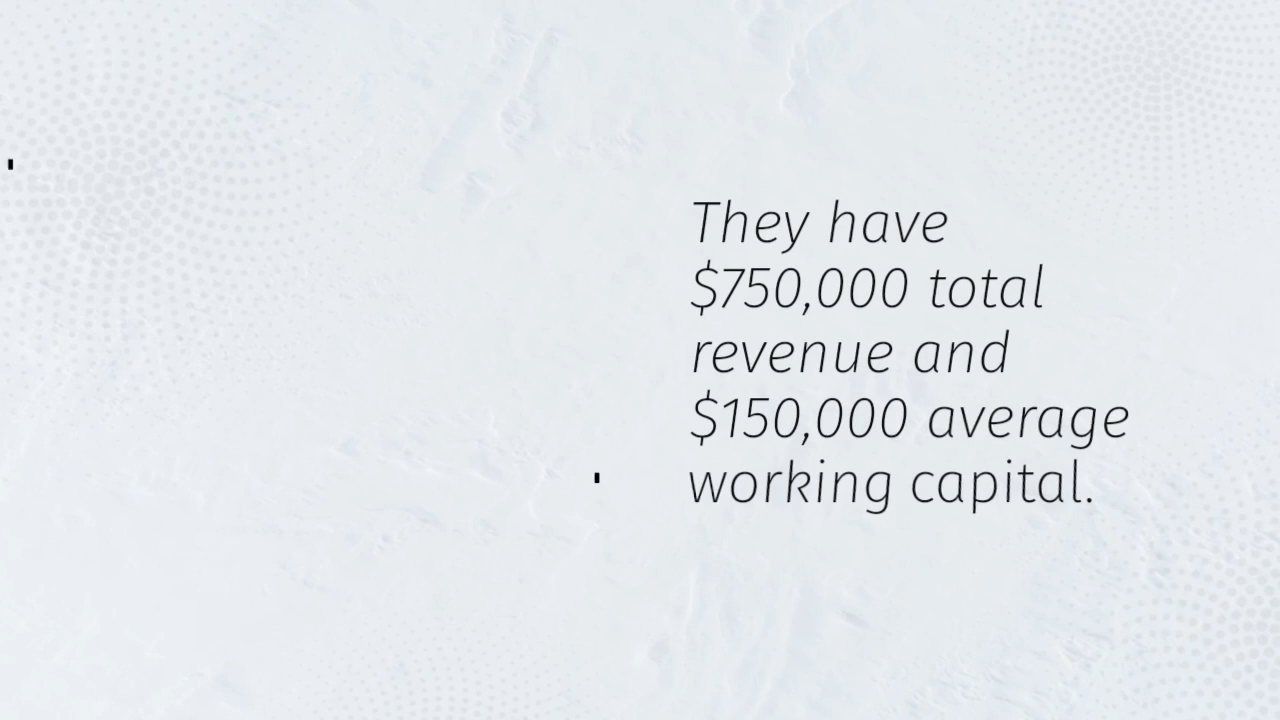 They have
$750,000 total
revenue and
$150,000 average
working capital.